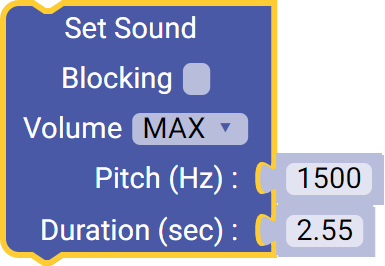 Set Sound
Blocking
Volume MAX
Pitch (Hz) : 1500
Duration (sec) : 2.55